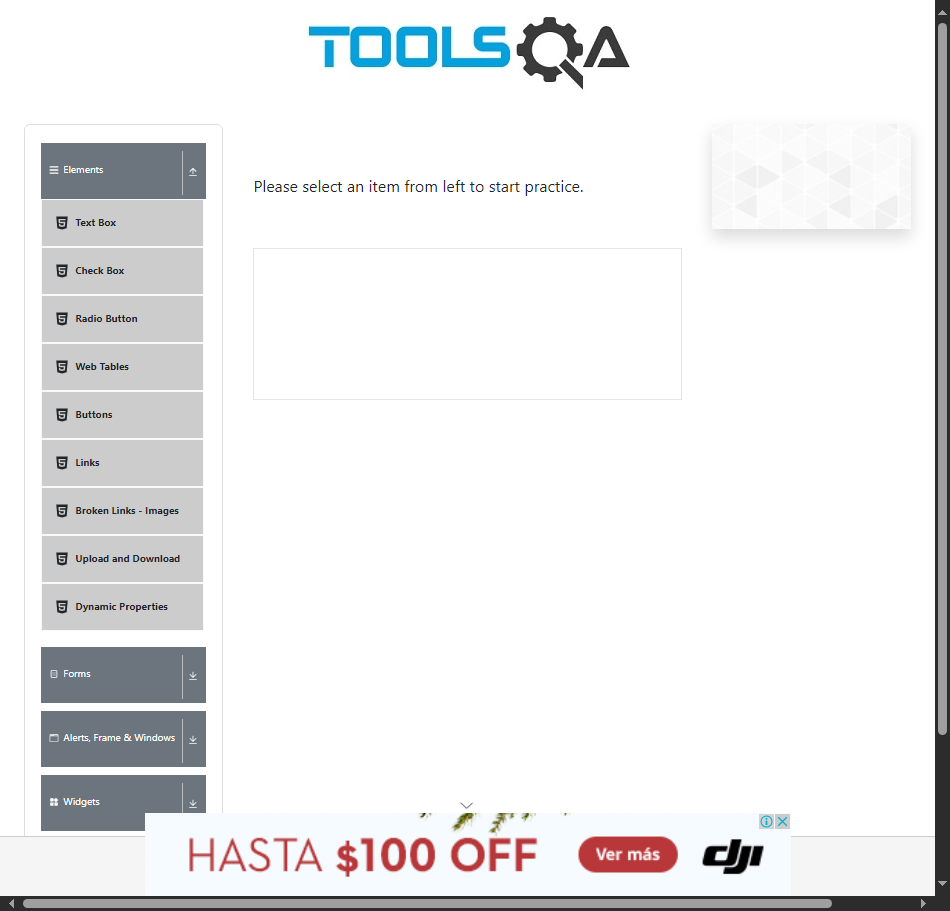 TOOLSQA
Elements
Text Box
Check Box
Radio Button
Web Tables
Buttons
Links
Broken Links - Images
Upload and Download
Dynamic Properties
Forms
Alerts, Frame & Windows
Widgets
Please select an item from left to start practice.
HASTA $100 OFF
Ver más
dji